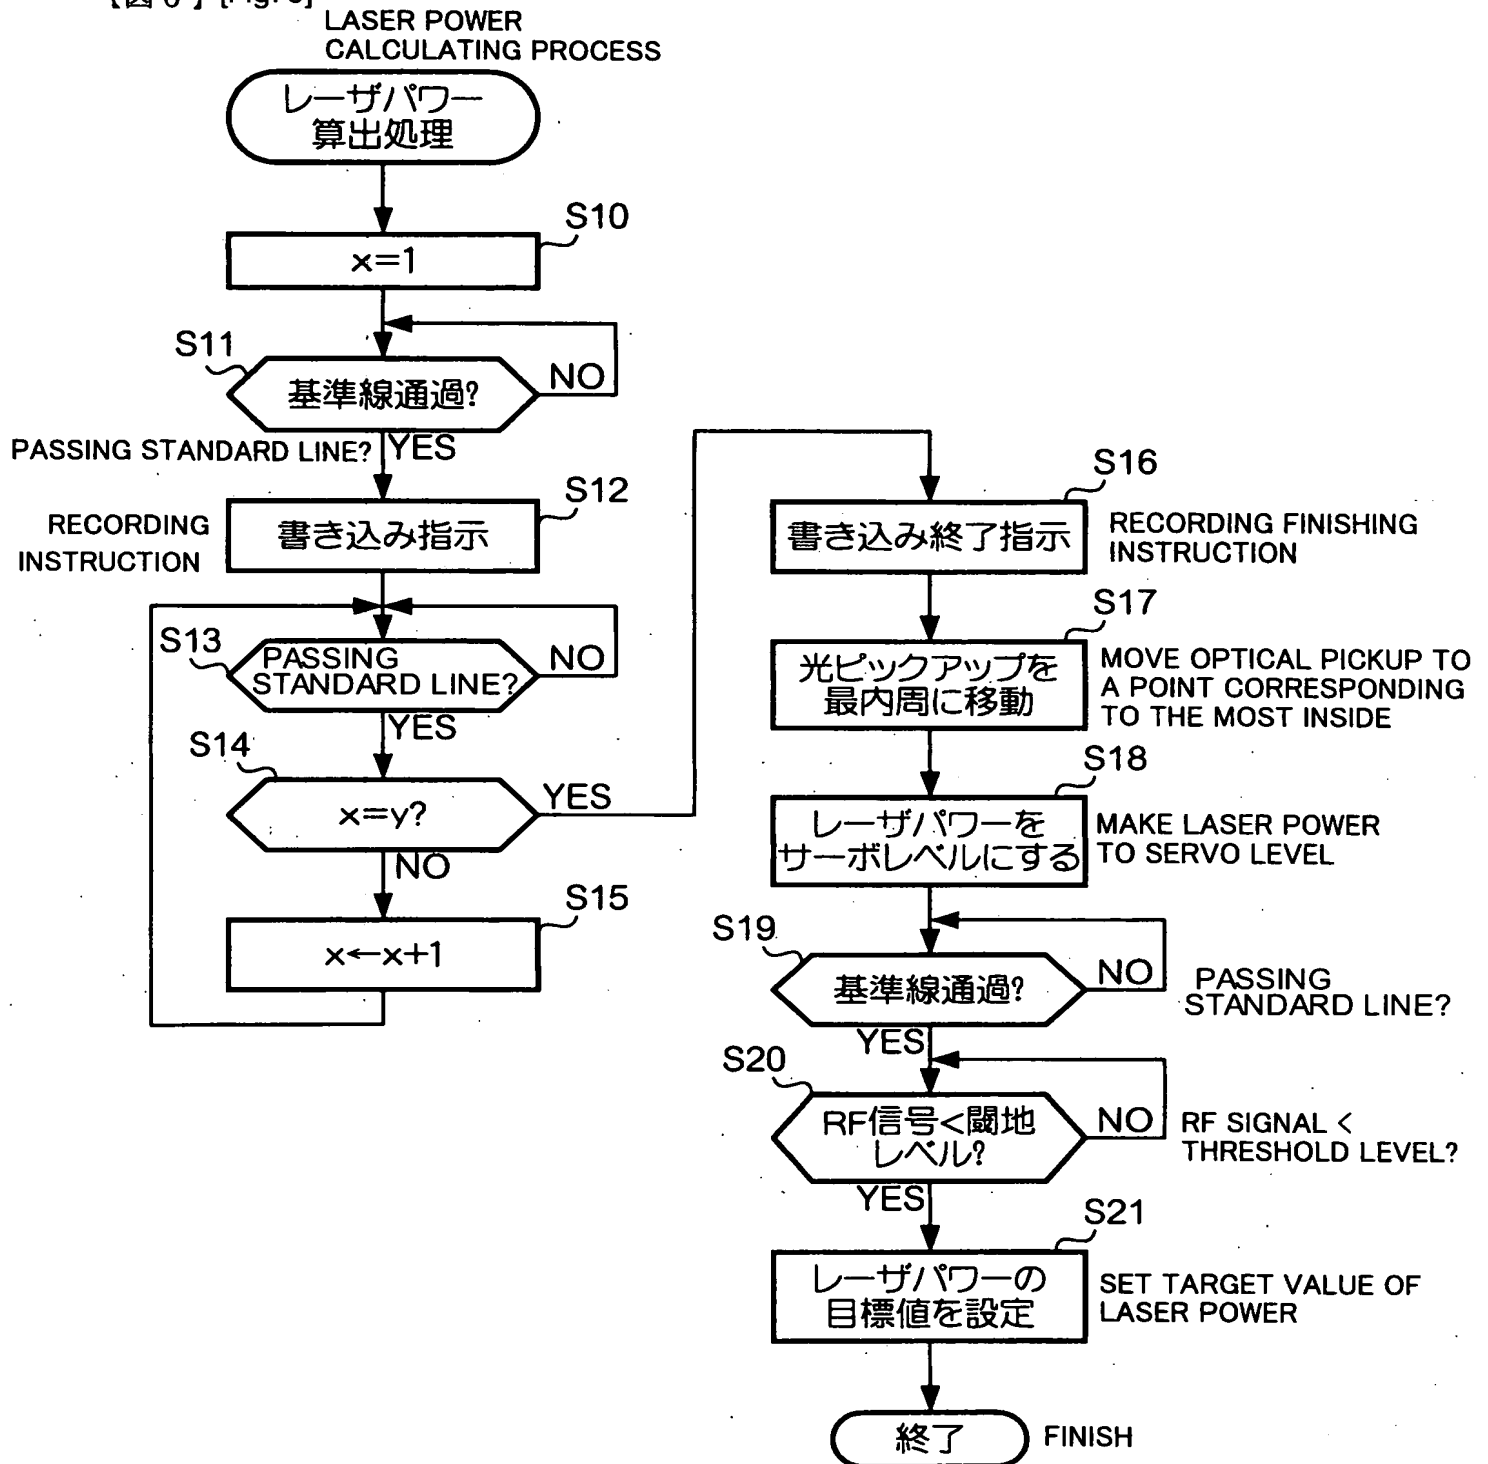 LASER POWER
CALCULATING PROCESS
レーザパワー
算出処理
S10
x=1
S11
基準線通過?
NO
PASSING STANDARD LINE?
YES
S12
RECORDING
INSTRUCTION
書き込み指示
S13
PASSING
STANDARD LINE?
NO
YES
S14
x=y?
YES
NO
S15
x←x+1
S16
書き込み終了指示
RECORDING FINISHING
INSTRUCTION
S17
光ピックアップを
最内周に移動
MOVE OPTICAL PICKUP TO
A POINT CORRESPONDING
TO THE MOST INSIDE
S18
レーザパワーを
サーボレベルにする
MAKE LASER POWER
TO SERVO LEVEL
S19
基準線通過?
NO
PASSING
STANDARD LINE?
YES
S20
RF信号<閾地
レベル?
NO
RF SIGNAL <
THRESHOLD LEVEL?
YES
S21
レーザパワーの
目標値を設定
SET TARGET VALUE OF
LASER POWER
終了
FINISH